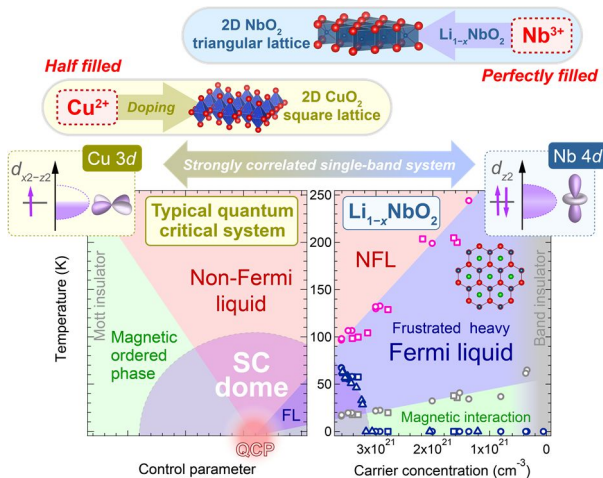 2D NbO2
triangular lattice
Li1−xNbO2
Nb3+
Half filled
Perfectly filled
Cu2+
Doping
2D CuO2
square lattice
Cu 3d
Strongly correlated single-band system
Nb 4d
dx2−z2
dz2
Typical quantum
critical system
Li1−xNbO2
Temperature (K)
250
200
150
100
50
0
Mott insulator
Non-Fermi
liquid
Magnetic
ordered
phase
SC
dome
FL
QCP
Control parameter
NFL
Frustrated heavy
Fermi liquid
Magnetic interaction
Band insulator
3x10²¹
2x10²¹
1x10²¹
0
Carrier concentration (cm⁻³)